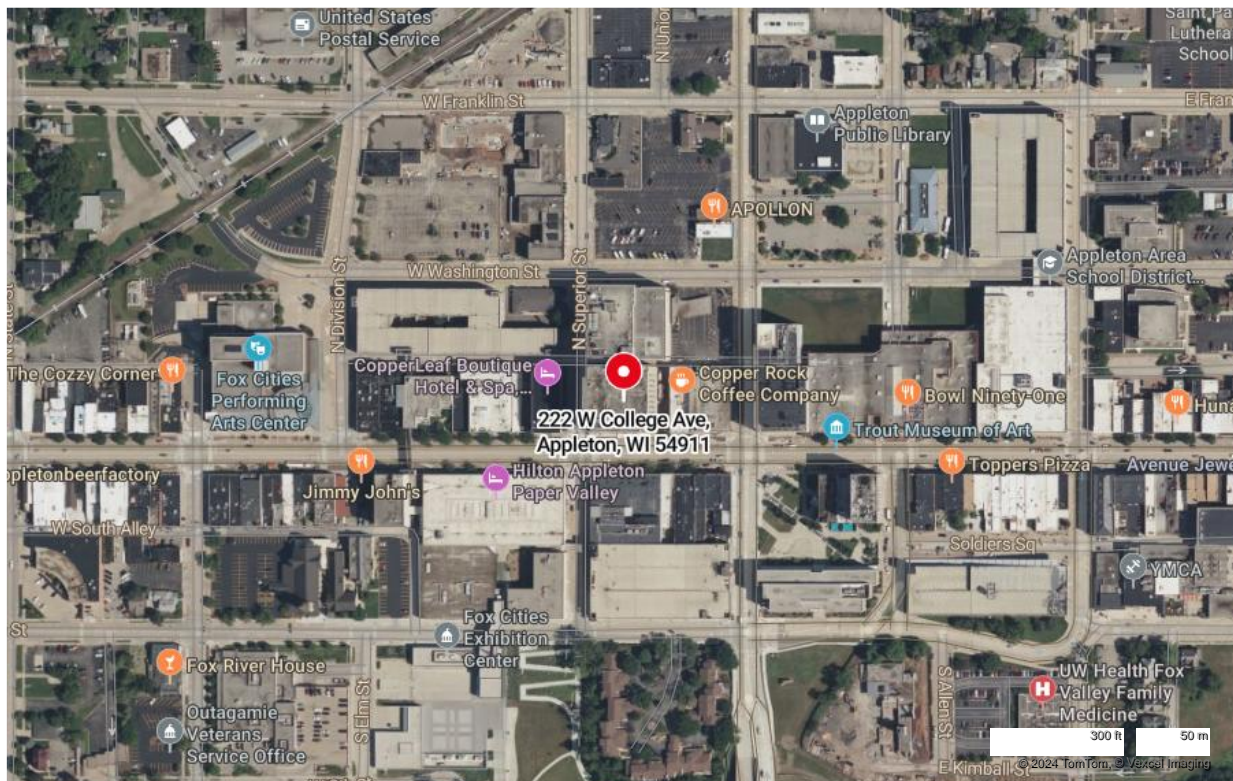 United States
Postal Service
N Union
Saint Pa
Luthera
School
W Franklin St
E Fran
Appleton
Public Library
APOLLON
W Washington St
Appleton Area
School District...
N Division St
N Superior St
The Cozzy Corner
Fox Cities
Performing
Arts Center
CopperLeaf Boutique
Hotel & Spa,...
Copper Rock
Coffee Company
Bowl Ninety-One
Huna
222 W College Ave,
Appleton, WI 54911
Trout Museum of Art
ppletonbeerfactory
Jimmy John's
Hilton Appleton
Paper Valley
Toppers Pizza
Avenue Jewe
W South Alley
Soldiers Sq
YMCA
St
Fox Cities
Exhibition
Center
Fox River House
S Elm St
Outagamie
Veterans
Service Office
S Allen St
UW Health Fox
Valley Family
Medicine
300 ft
50 m
© 2024 TomTom, © Vexcel Imaging
E Kimball St